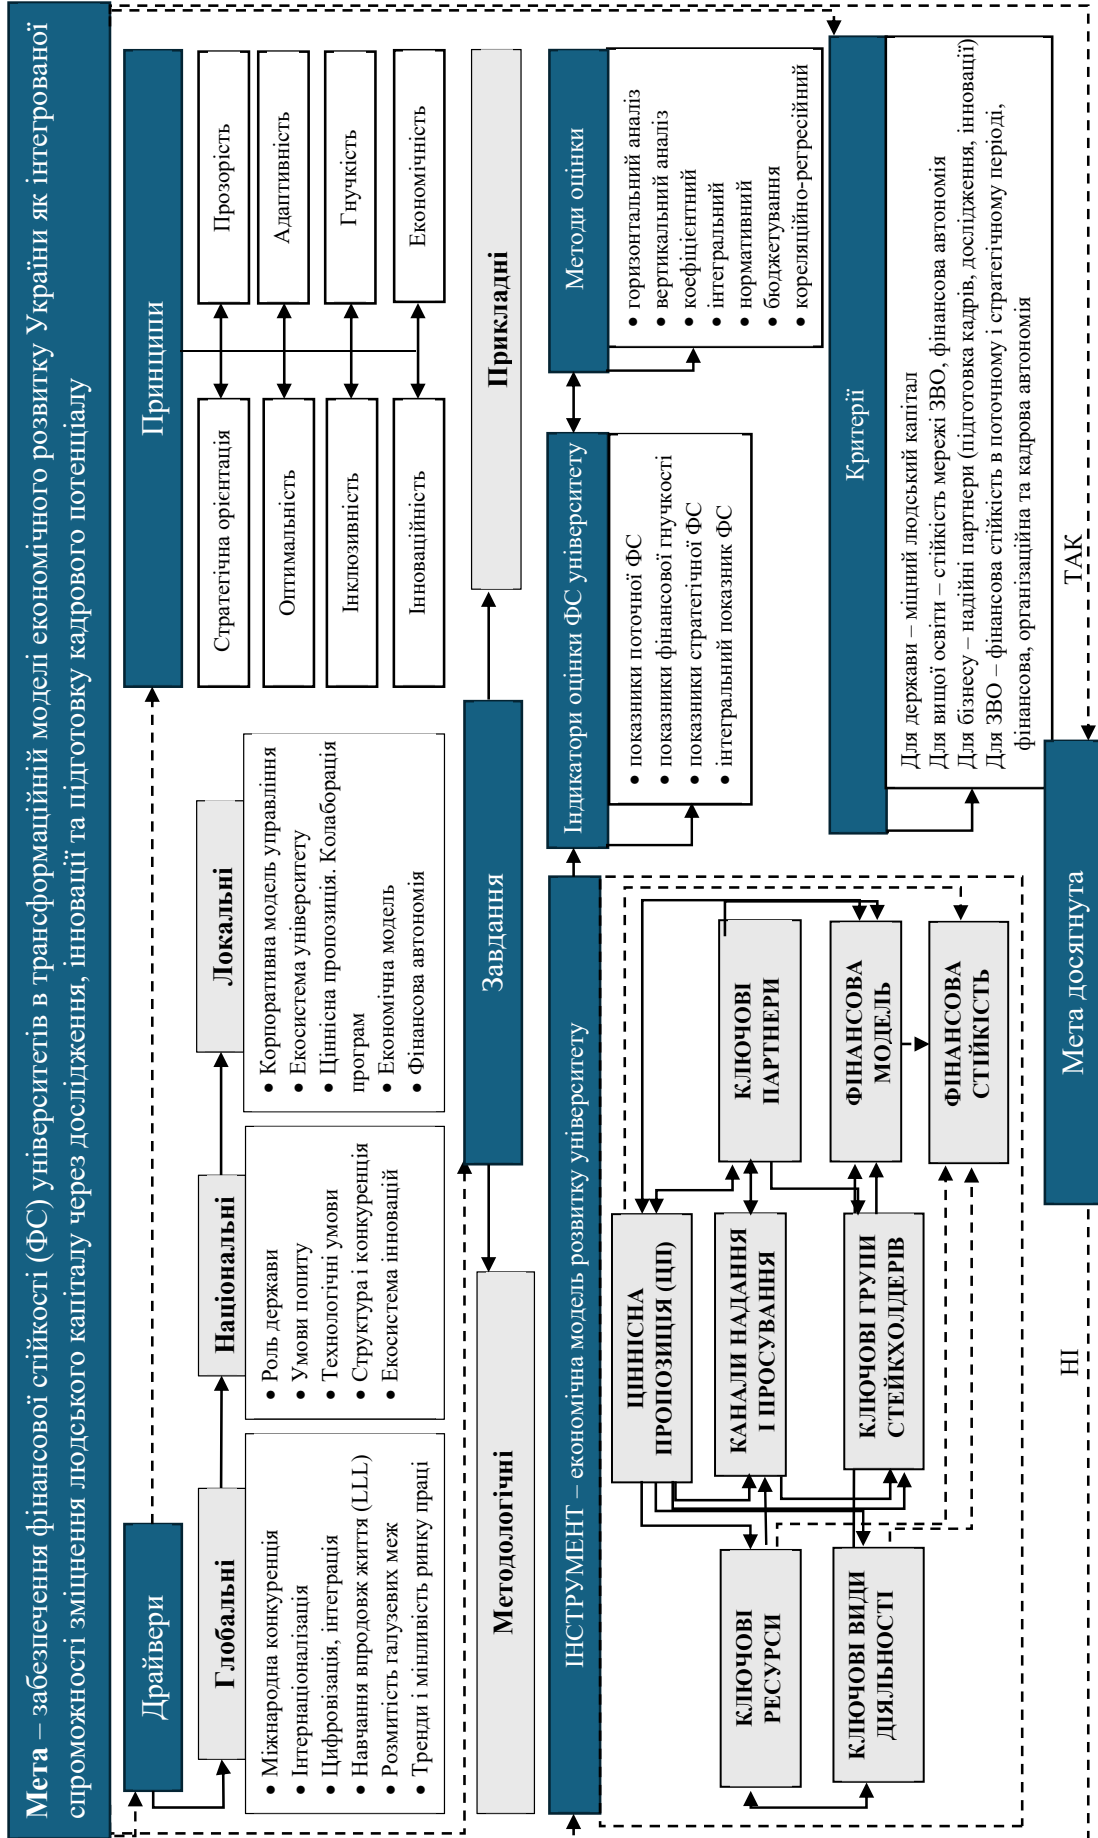 Мета – забезпечення фінансової стійкості (ФС) університетів в трансформаційній моделі економічного розвитку України як інтегрованої
спроможності зміцнення людського капіталу через дослідження, інновації та підготовку кадрового потенціалу
Драйвери
Глобальні
Національні
Локальні
• Міжнародна конкуренція
• Інтернаціоналізація
• Цифровізація, інтеграція
• Навчання впродовж життя (LLL)
• Розмитість галузевих меж
• Тренди і мінливість ринку праці
• Роль держави
• Умови попиту
• Технологічні умови
• Структура і конкуренція
• Екосистема інновацій
• Корпоративна модель управління
• Екосистема університету
• Ціннісна пропозиція. Колаборація
програм
• Економічна модель
• Фінансова автономія
Принципи
Стратегічна орієнтація
Прозорість
Оптимальність
Адаптивність
Інклюзивність
Гнучкість
Інноваційність
Економічність
Методологічні
Завдання
Прикладні
ІНСТРУМЕНТ – економічна модель розвитку університету
Індикатори оцінки ФС університету
Методи оцінки
ЦІННІСНА
ПРОПОЗИЦІЯ (ЦП)
КЛЮЧОВІ
РЕСУРСИ
КАНАЛИ НАДАННЯ
І ПРОСУВАННЯ
КЛЮЧОВІ
ПАРТНЕРИ
КЛЮЧОВІ ВИДИ
ДІЯЛЬНОСТІ
КЛЮЧОВІ ГРУПИ
СТЕЙКХОЛДЕРІВ
ФІНАНСОВА
МОДЕЛЬ
ФІНАНСОВА
СТІЙКІСТЬ
• показники поточної ФС
• показники фінансової гнучкості
• показники стратегічної ФС
• інтегральний показник ФС
• горизонтальний аналіз
• вертикальний аналіз
• коефіцієнтний
• інтегральний
• нормативний
• бюджетування
• кореляційно-регресійний
Критерії
Для держави – міцний людський капітал
Для вищої освіти – стійкість мережі ЗВО, фінансова автономія
Для бізнесу – надійні партнери (підготовка кадрів, дослідження, інновації)
Для ЗВО – фінансова стійкість в поточному і стратегічному періоді,
фінансова, організаційна та кадрова автономія
НІ
Мета досягнута
ТАК